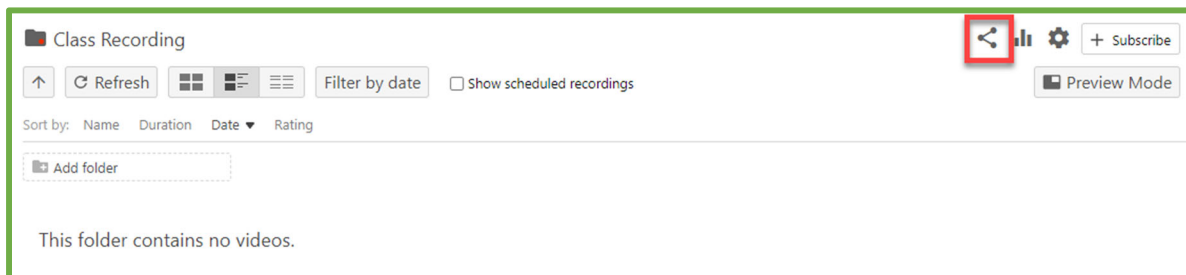 Class Recording
+ Subscribe
Refresh
Filter by date
Show scheduled recordings
Preview Mode
Sort by: Name Duration Date ▼ Rating
Add folder
This folder contains no videos.